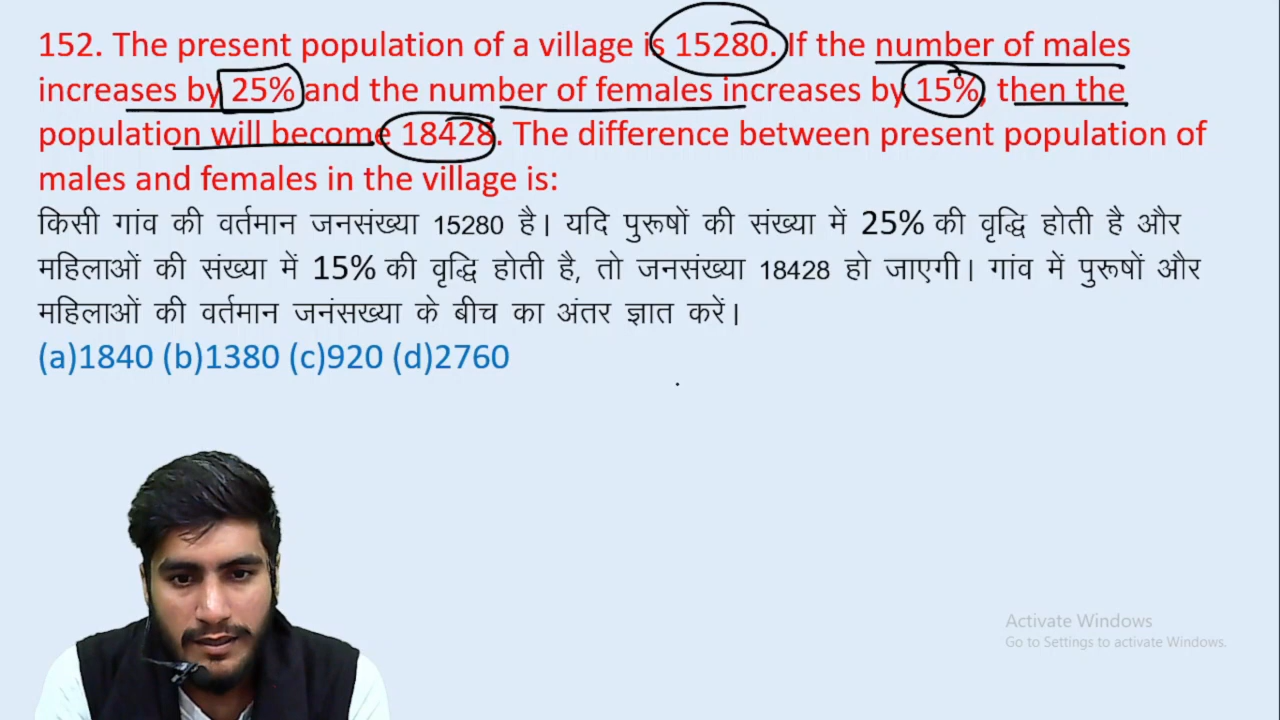 152. The present population of a village is 15280. If the number of males
increases by 25% and the number of females increases by 15%, then the
population will become 18428. The difference between present population of
males and females in the village is:
किसी गांव की वर्तमान जनसंख्या 15280 है। यदि पुरूषों की संख्या में 25% की वृद्धि होती है और
महिलाओं की संख्या में 15% की वृद्धि होती है, तो जनसंख्या 18428 हो जाएगी। गांव में पुरूषों और
महिलाओं की वर्तमान जनंसख्या के बीच का अंतर ज्ञात करें।
(a)1840 (b)1380 (c)920 (d)2760
Activate Windows
Go to Settings to activate Windows.